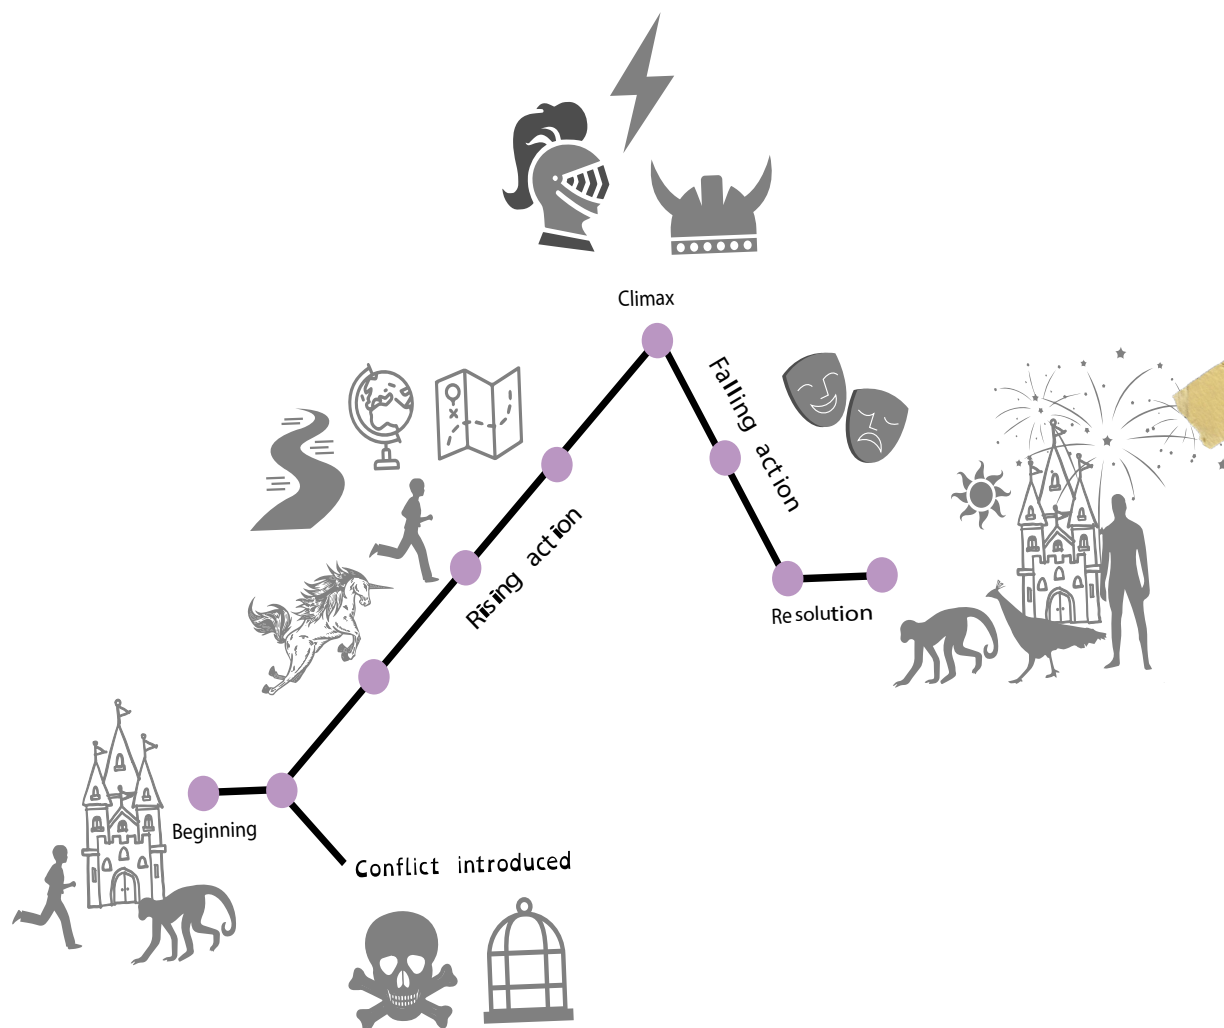 Climax
Falling action
Rising action
Resolution
Beginning
Conflict introduced